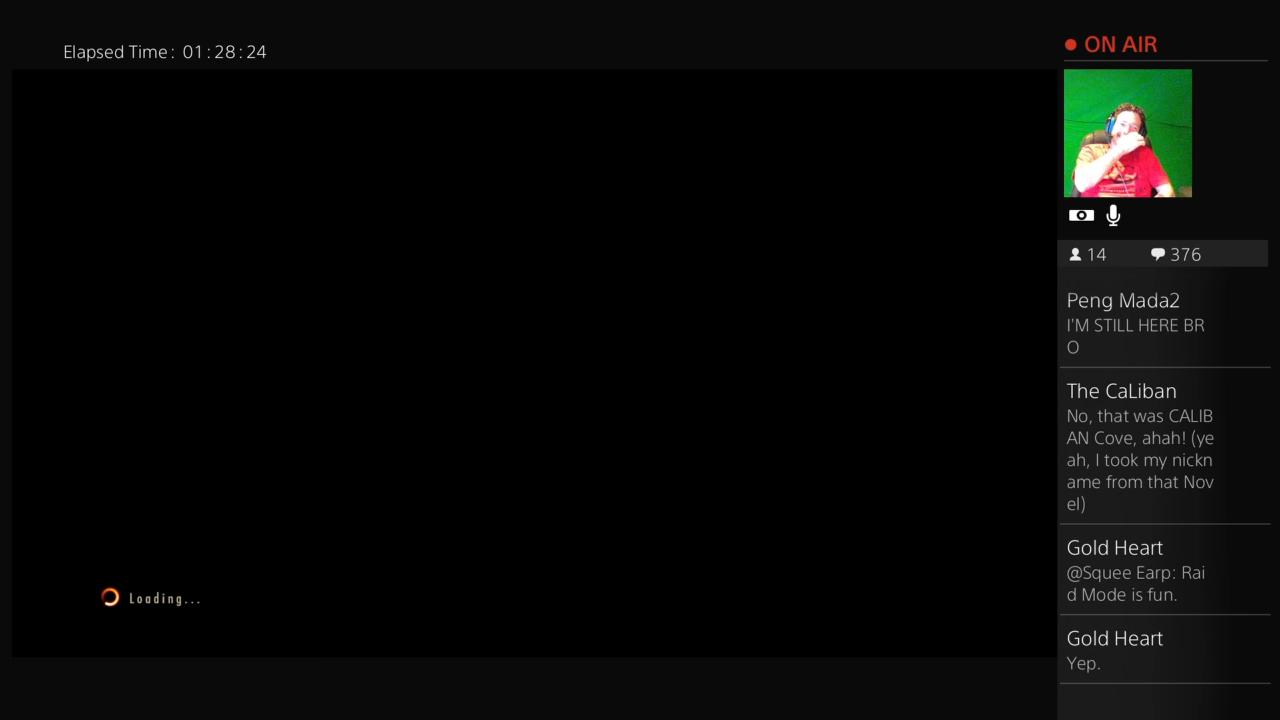 Elapsed Time: 01:28:24
ON AIR
14 376
Peng Mada2
I'M STILL HERE BR
O
The CaLiban
No, that was CALIB
AN Cove, ahah! (ye
ah, I took my nickn
ame from that Nov
el)
Gold Heart
@Squee Earp: Rai
d Mode is fun.
Gold Heart
Yep.
Loading...